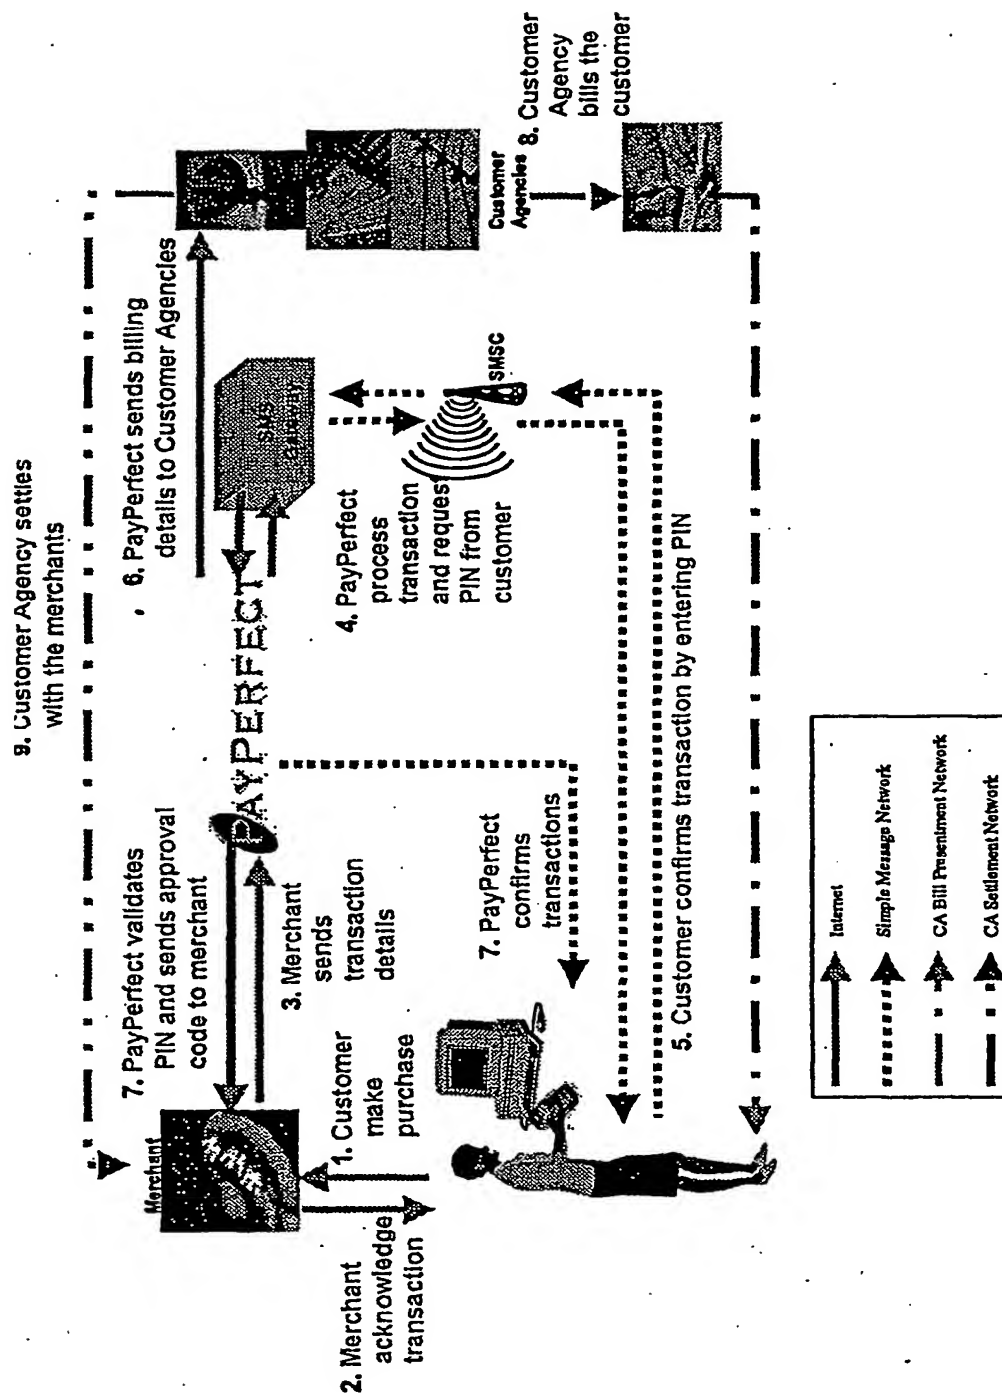 9. Customer Agency settles
with the merchants
7. PayPerfect validates
PIN and sends approval
code to merchant
6. PayPerfect sends billing
details to Customer Agencies
Merchant
PAYPERFECT
SMS
Gateway
3. Merchant
sends
transaction
details
4. PayPerfect
process
transaction
and request
PIN from
customer
SMSC
Customer
Agencies
8. Customer
Agency
bills the
customer
1. Customer
make
purchase
2. Merchant
acknowledge
transaction
7. PayPerfect
confirms
transactions
5. Customer confirms transaction by entering PIN
Internet
Simple Message Network
CA Bill Presentment Network
CA Settlement Network